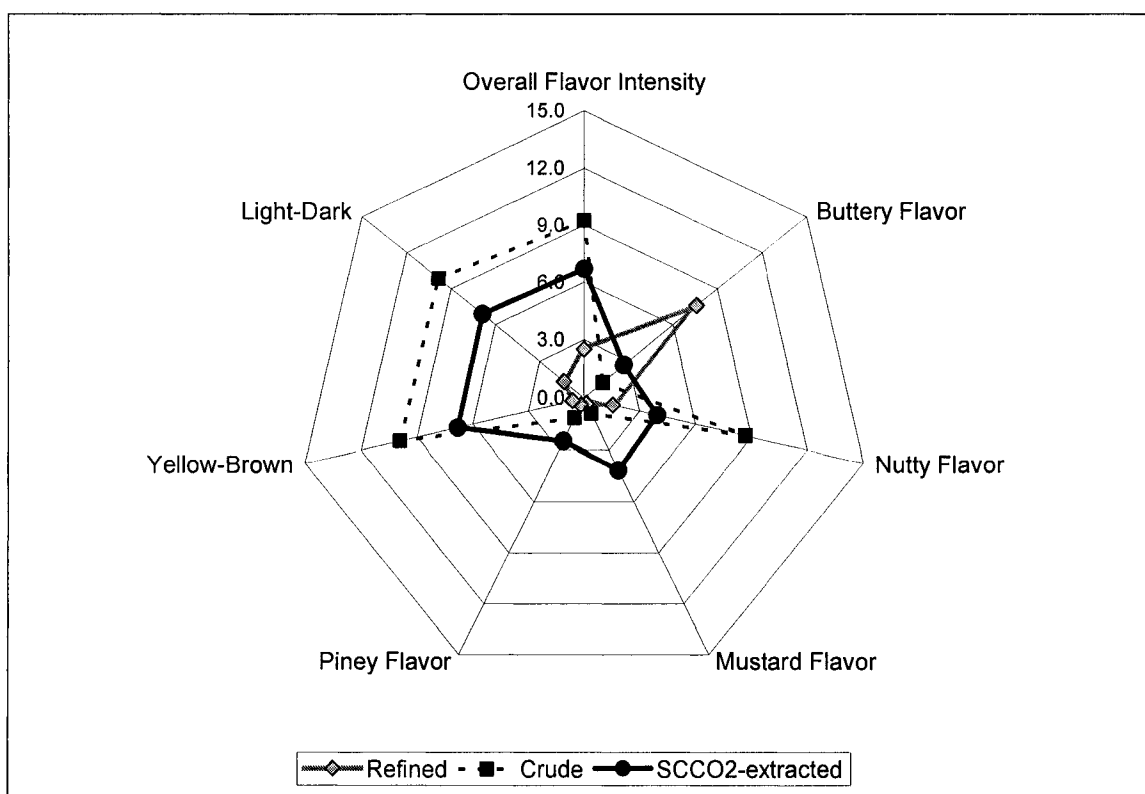 Overall Flavor Intensity
15.0
12.0
Light-Dark
Buttery Flavor
9.0
6.0
3.0
0.0
Yellow-Brown
Nutty Flavor
Piney Flavor
Mustard Flavor
Refined
Crude
SCCO2-extracted